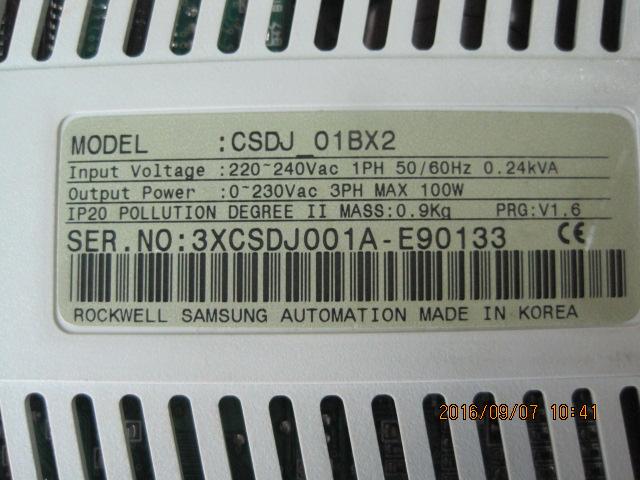 MODEL :CSDJ_01BX2
Input Voltage :220~240Vac 1PH 50/60Hz 0.24kVA
Output Power :0~230Vac 3PH MAX 100W
IP20 POLLUTION DEGREE II MASS:0.9Kg PRG:V1.6
SER.NO:3XCSDJ001A-E90133 CE
ROCKWELL SAMSUNG AUTOMATION MADE IN KOREA
2016/09/07 10:41